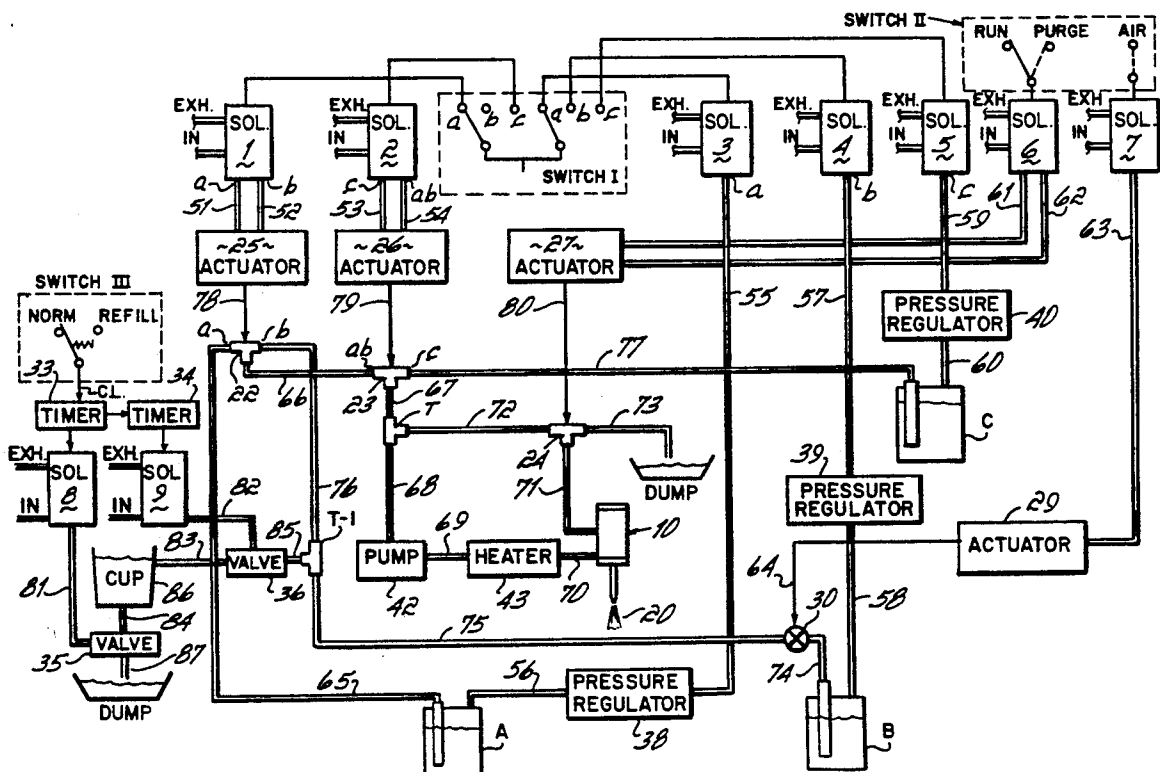 SWITCH II
RUN PURGE AIR
EXH. IN SOL. 1
EXH. IN SOL. 2
a b c a b c
SWITCH I
EXH. IN SOL. 3
EXH. IN SOL. 4
EXH. IN SOL. 5
EXH IN SOL. 6
EXH IN SOL. 7
a b c ab a b c
51 52 53 54 61 62 59 63
~25~ ACTUATOR
~26~ ACTUATOR
~27~ ACTUATOR
78 79 80 55 57
PRESSURE REGULATOR 40
SWITCH III
NORM REFILL
a b ab c 77 60
22 66 23 67
33 C.L. 34
TIMER TIMER
T 72 73 24 C
EXH. IN SOL 8
EXH. IN SOL 9
82 76 68 71 DUMP
39 PRESSURE REGULATOR
29 ACTUATOR
83 85 T-1 69 10 64
CUP 86
VALVE 36
PUMP 42
HEATER 43
70 20 30 58
81 84
VALVE 35
87 75 74
DUMP
65 56
PRESSURE REGULATOR 38
A B